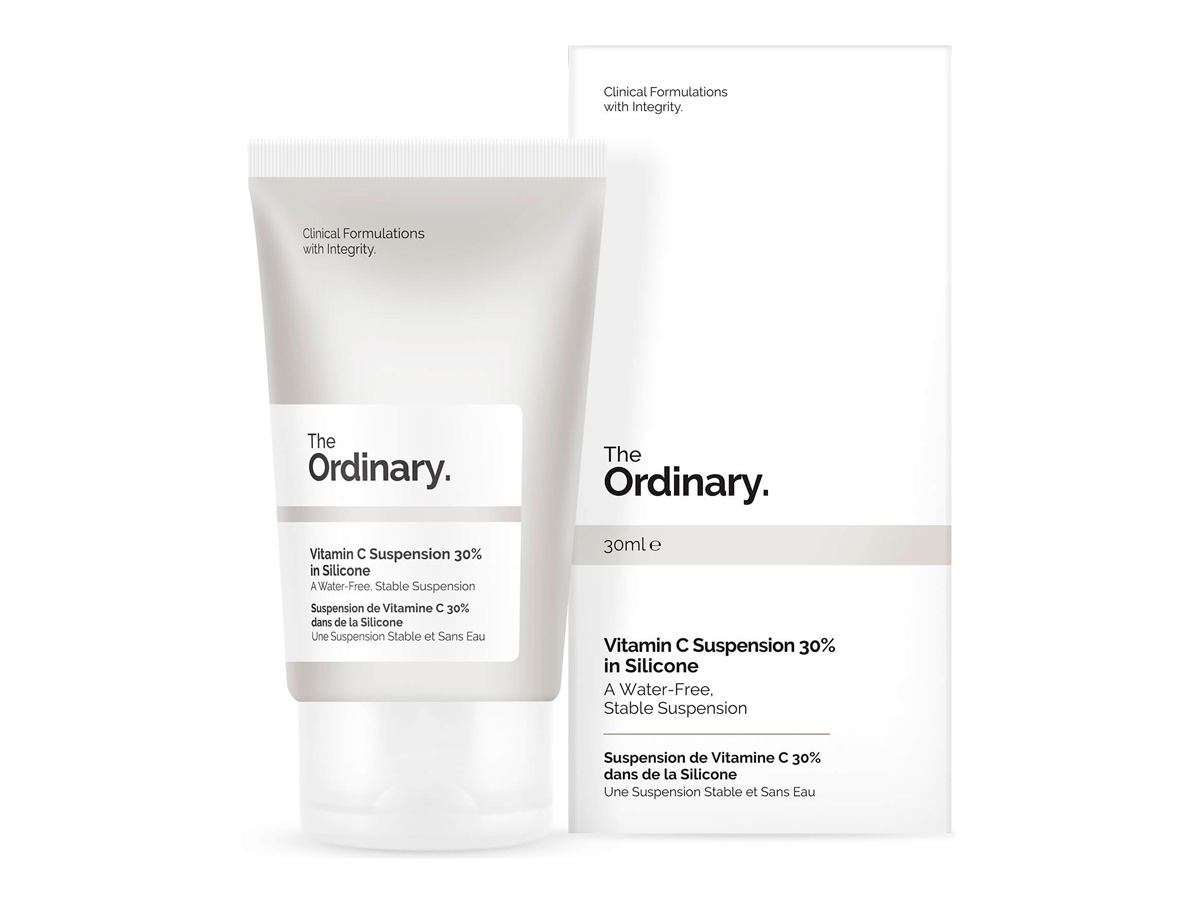 Clinical Formulations
with Integrity.
The
Ordinary.
Vitamin C Suspension 30%
in Silicone
A Water-Free, Stable Suspension
Suspension de Vitamine C 30%
dans de la Silicone
Une Suspension Stable et Sans Eau
Clinical Formulations
with Integrity.
The
Ordinary.
30ml ℮
Vitamin C Suspension 30%
in Silicone
A Water-Free,
Stable Suspension
Suspension de Vitamine C 30%
dans de la Silicone
Une Suspension Stable et Sans Eau